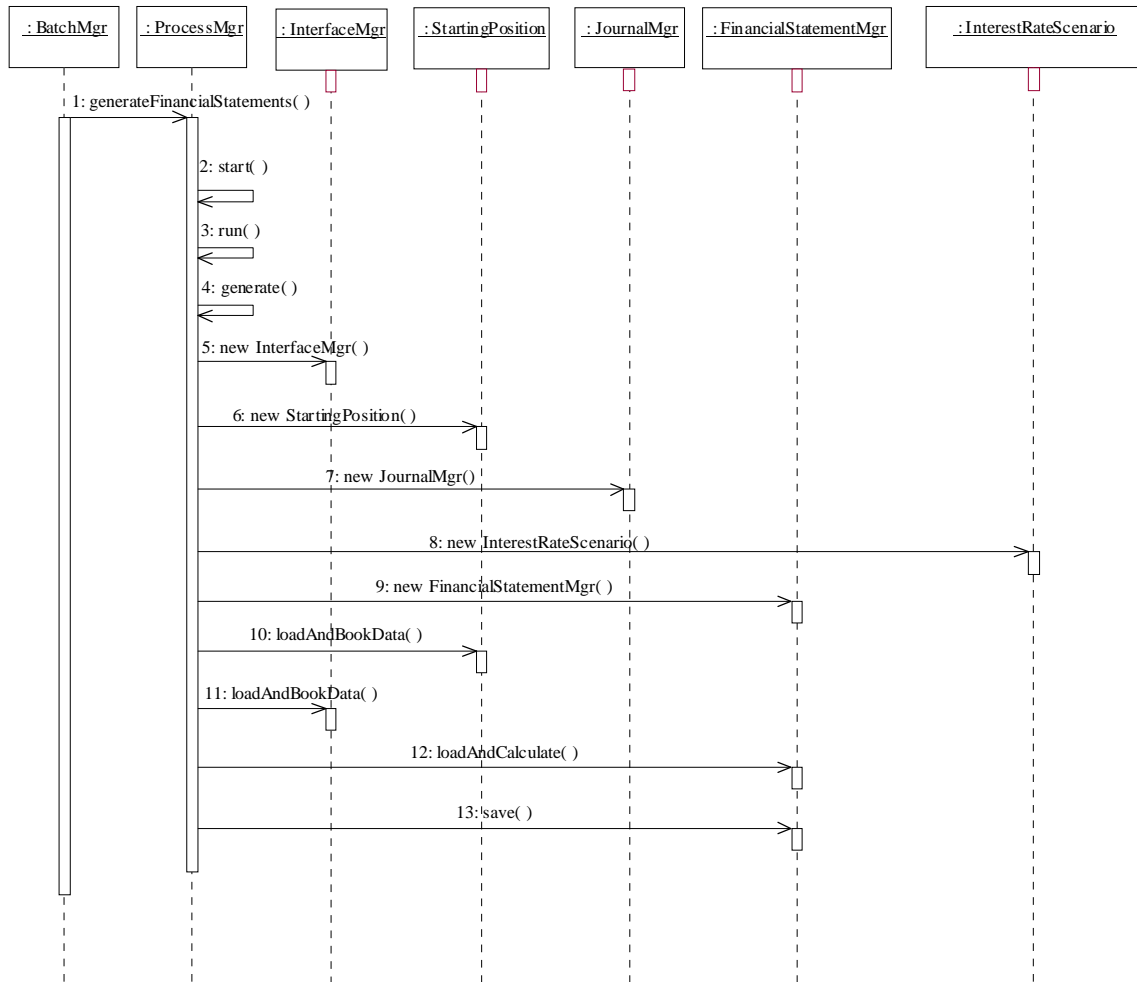 : BatchMgr
: ProcessMgr
: InterfaceMgr
: StartingPosition
: JournalMgr
: FinancialStatementMgr
: InterestRateScenario
1: generateFinancialStatements( )
2: start( )
3: run( )
4: generate( )
5: new InterfaceMgr( )
6: new StartingPosition( )
7: new JournalMgr()
8: new InterestRateScenario( )
9: new FinancialStatementMgr( )
10: loadAndBookData( )
11: loadAndBookData( )
12: loadAndCalculate( )
13: save( )